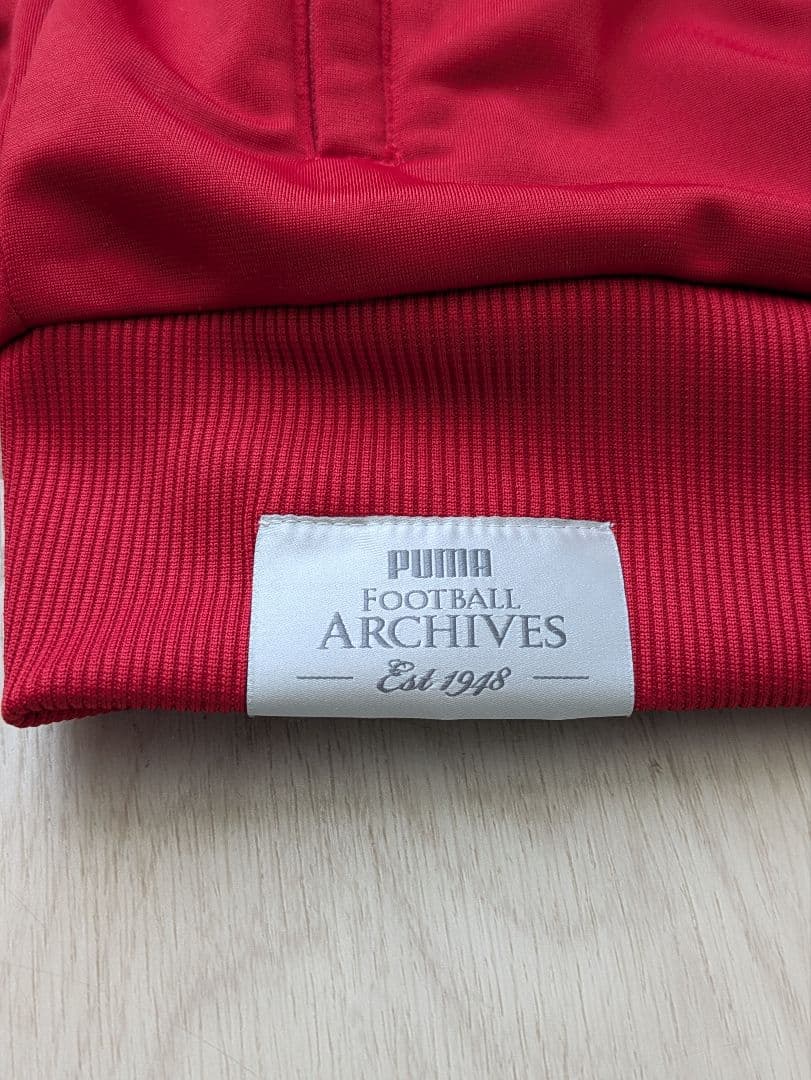 PUMA
FOOTBALL
ARCHIVES
Est 1948